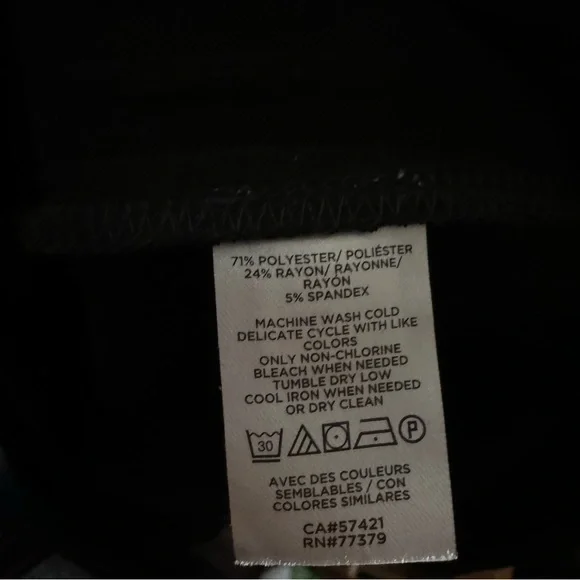 71% POLYESTER/ POLIÉSTER
24% RAYON/ RAYONNE/
RAYÓN
5% SPANDEX
MACHINE WASH COLD
DELICATE CYCLE WITH LIKE
COLORS
ONLY NON-CHLORINE
BLEACH WHEN NEEDED
TUMBLE DRY LOW
COOL IRON WHEN NEEDED
OR DRY CLEAN
30 P
AVEC DES COULEURS
SEMBLABLES / CON
COLORES SIMILARES
CA#57421
RN#77379